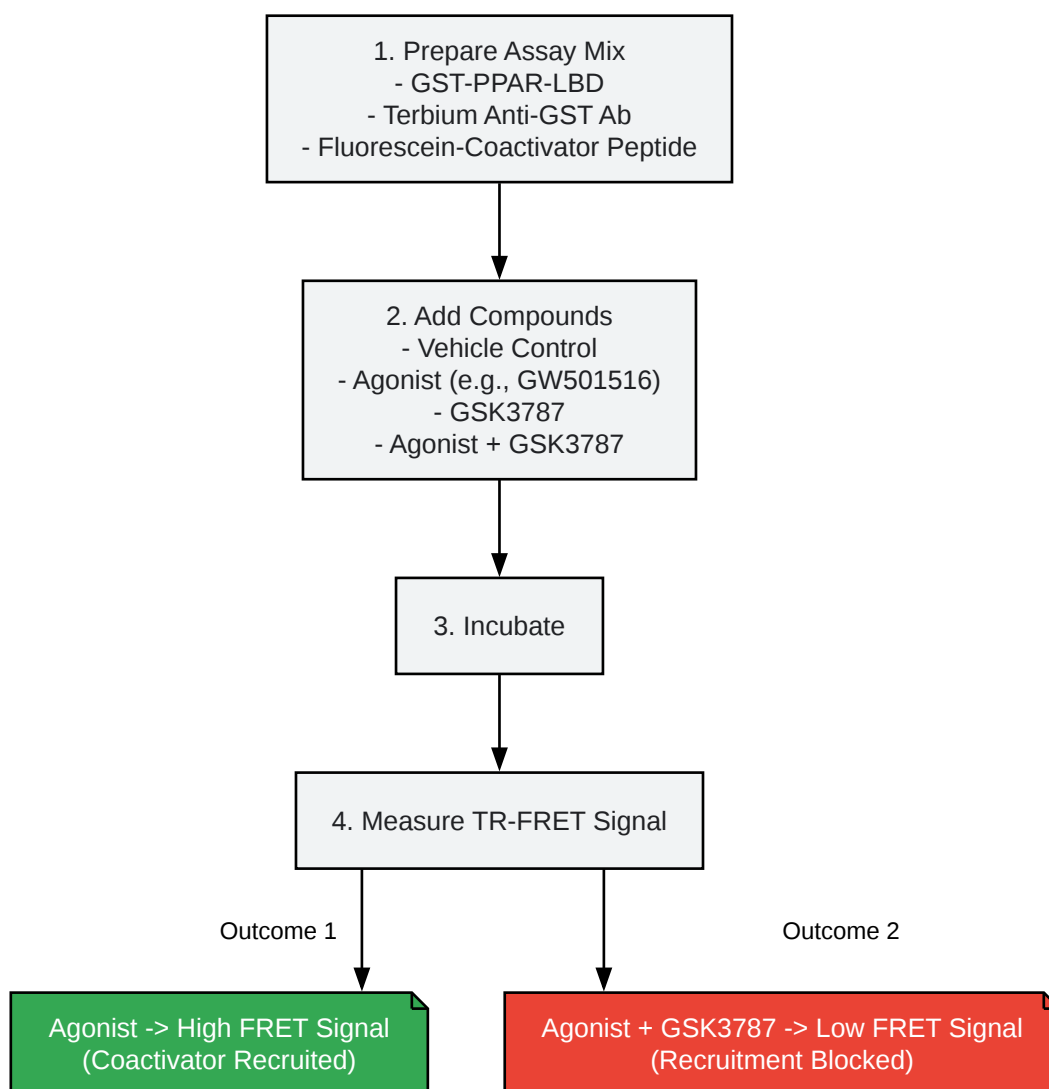 1. Prepare Assay Mix
- GST-PPAR-LBD
- Terbium Anti-GST Ab
- Fluorescein-Coactivator Peptide
2. Add Compounds
- Vehicle Control
- Agonist (e.g., GW501516)
- GSK3787
- Agonist + GSK3787
3. Incubate
4. Measure TR-FRET Signal
Outcome 1
Outcome 2
Agonist -> High FRET Signal
(Coactivator Recruited)
Agonist + GSK3787 -> Low FRET Signal
(Recruitment Blocked)